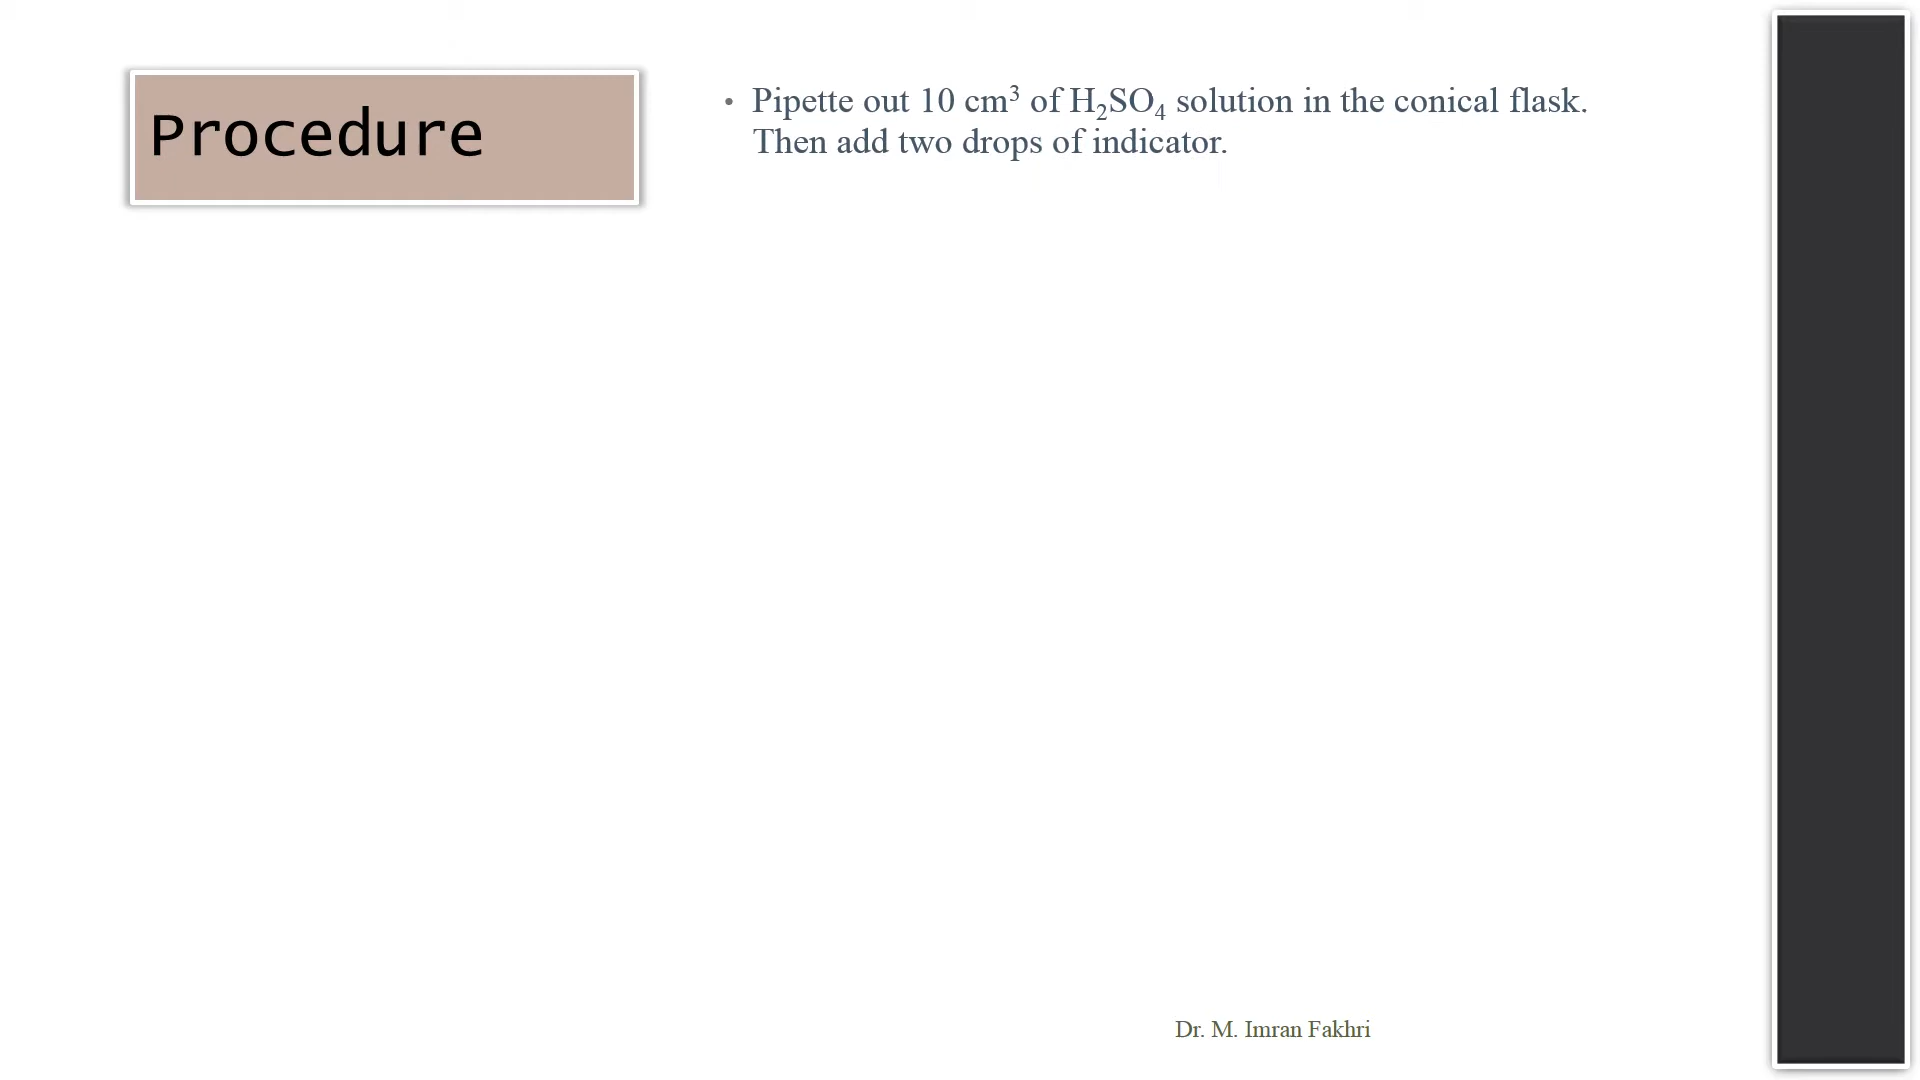 Procedure
• Pipette out 10 cm³ of H₂SO₄ solution in the conical flask.
Then add two drops of indicator.
Dr. M. Imran Fakhri